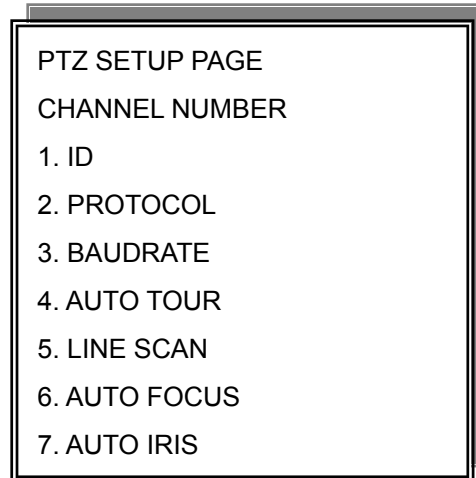 PTZ SETUP PAGE
CHANNEL NUMBER
1. ID
2. PROTOCOL
3. BAUDRATE
4. AUTO TOUR
5. LINE SCAN
6. AUTO FOCUS
7. AUTO IRIS